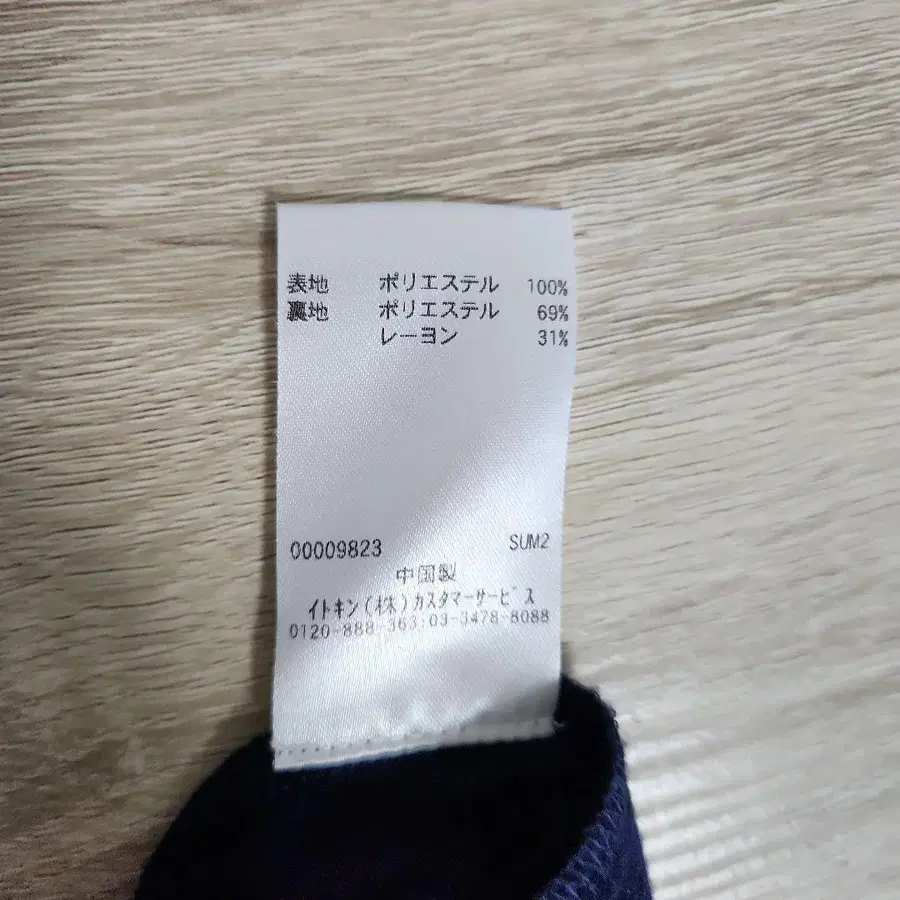 表地 ポリエステル 100%
裏地 ポリエステル 69%
レーヨン 31%
00009823 SUM2
中国製
イトキン(株)カスタマーサービス
0120-888-363:03-3478-8088